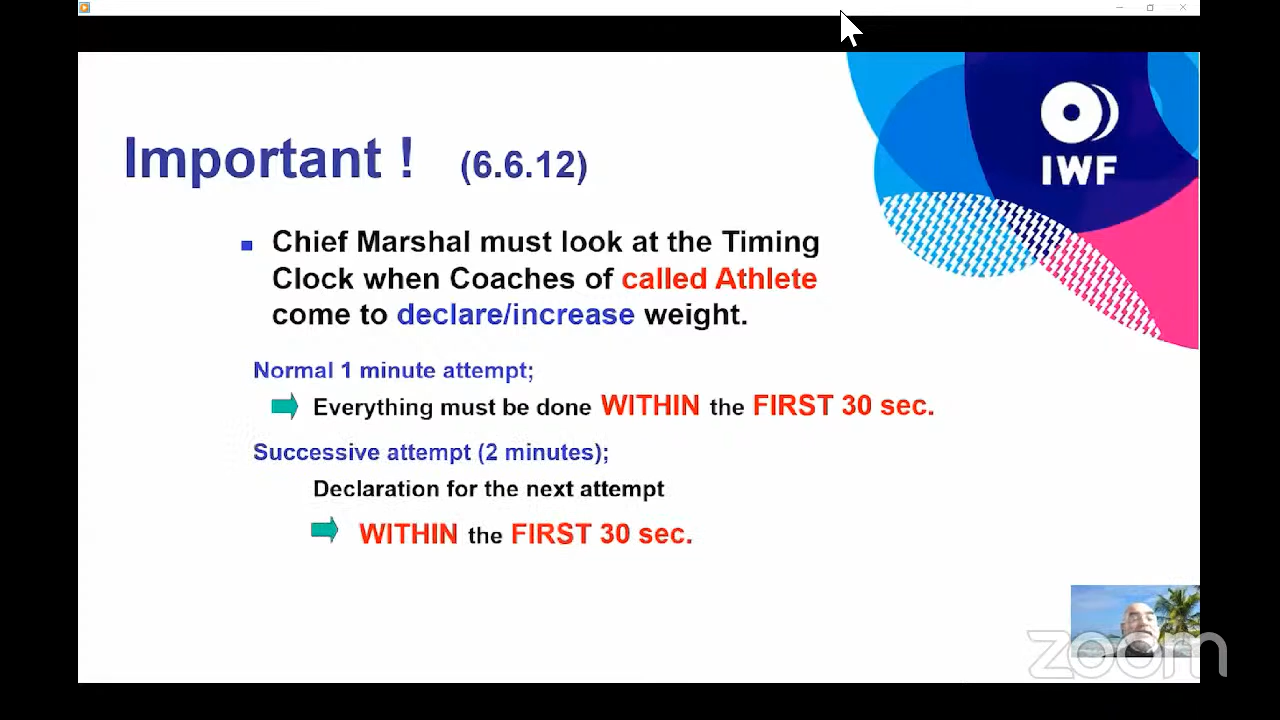 IWF
Important ! (6.6.12)
Chief Marshal must look at the Timing
Clock when Coaches of called Athlete
come to declare/increase weight.
Normal 1 minute attempt;
Everything must be done WITHIN the FIRST 30 sec.
Successive attempt (2 minutes);
Declaration for the next attempt
WITHIN the FIRST 30 sec.
zoom